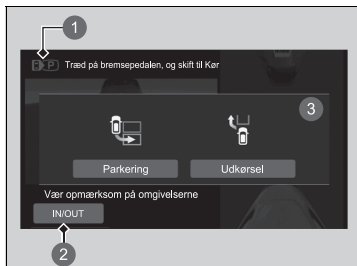 1
P Træd på bremsepedalen, og skift til Kør
3
Parkering Udkørsel
Vær opmærksom på omgivelserne
IN/OUT
2